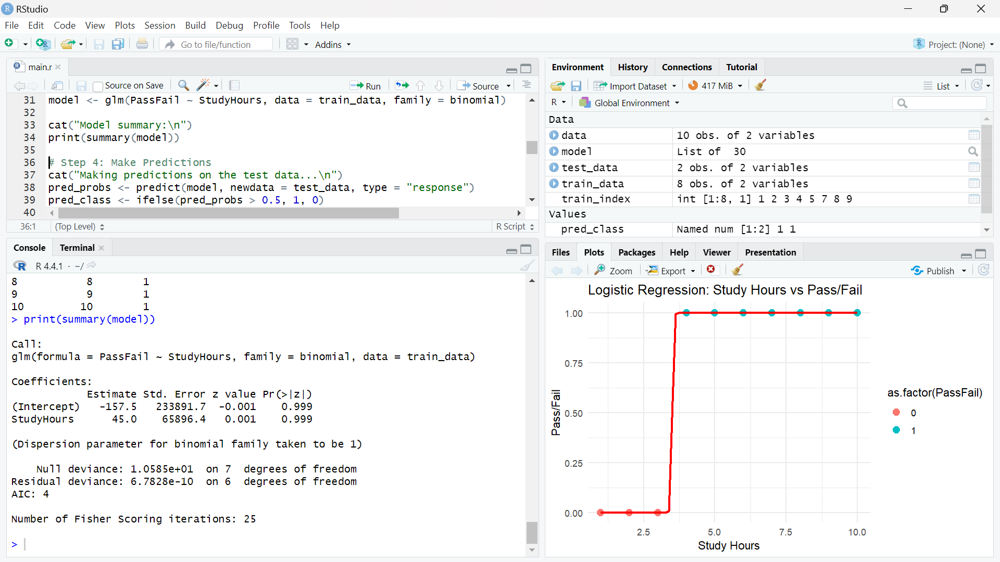 RStudio
File Edit Code View Plots Session Build Debug Profile Tools Help
Go to file/function Addins Project: (None)
main.r
Source on Save Run Source
31 model <- glm(PassFail ~ StudyHours, data = train_data, family = binomial)
32
33 cat("Model summary:\n")
34 print(summary(model))
35
36 # Step 4: Make Predictions
37 cat("Making predictions on the test data...\n")
38 pred_probs <- predict(model, newdata = test_data, type = "response")
39 pred_class <- ifelse(pred_probs > 0.5, 1, 0)
40
36:1 (Top Level) R Script
Console Terminal
R 4.4.1 · ~/
8 8 1
9 9 1
10 10 1
> print(summary(model))
Call:
glm(formula = PassFail ~ StudyHours, family = binomial, data = train_data)
Coefficients:
Estimate Std. Error z value Pr(>|z|)
(Intercept) -157.5 233891.7 -0.001 0.999
StudyHours 45.0 65896.4 0.001 0.999
(Dispersion parameter for binomial family taken to be 1)
Null deviance: 1.0585e+01 on 7 degrees of freedom
Residual deviance: 6.7828e-10 on 6 degrees of freedom
AIC: 4
Number of Fisher Scoring iterations: 25
>
Environment History Connections Tutorial
Import Dataset 417 MiB List
R Global Environment
Data
data 10 obs. of 2 variables
model List of 30
test_data 2 obs. of 2 variables
train_data 8 obs. of 2 variables
train_index int [1:8, 1] 1 2 3 4 5 7 8 9
Values
pred_class Named num [1:2] 1 1
Files Plots Packages Help Viewer Presentation
Zoom Export Publish
Logistic Regression: Study Hours vs Pass/Fail
1.00
0.75
0.50
0.25
0.00
Pass/Fail
2.5 5.0 7.5 10.0
Study Hours
as.factor(PassFail)
0
1